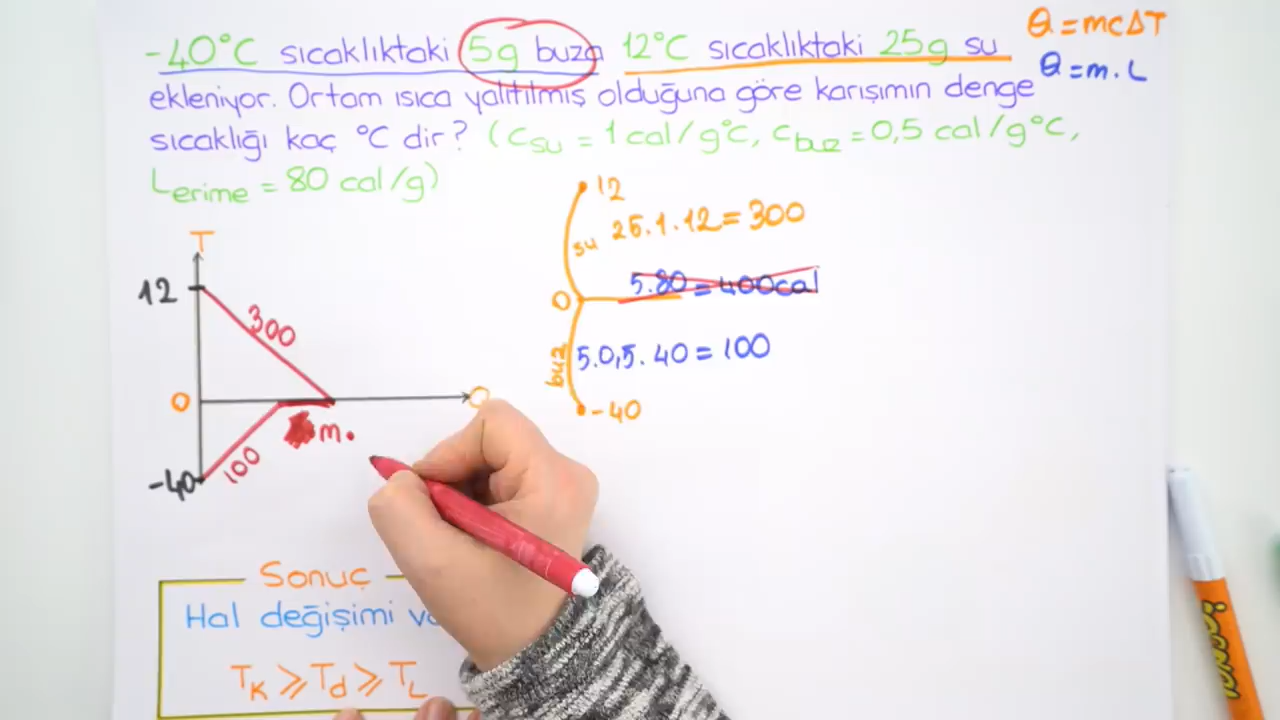 -40°C sıcaklıktaki 5g buza 12°C sıcaklıktaki 25g su
ekleniyor. Ortam ısıca yalıtılmış olduğuna göre karışımın denge
sıcaklığı kaç °C dir? (Csu = 1 cal/g°C, Cbuz = 0,5 cal/g°C,
Lerime = 80 cal/g)
Q = mcΔT
Q = m.L
T
12
300
0
Q
m.
100
-40
12
su
25.1.12 = 300
5.80 = 400cal
0
buz
5.0,5.40 = 100
-40
Sonuç
Hal değişimi
TK ⩾ Td ⩾ TL